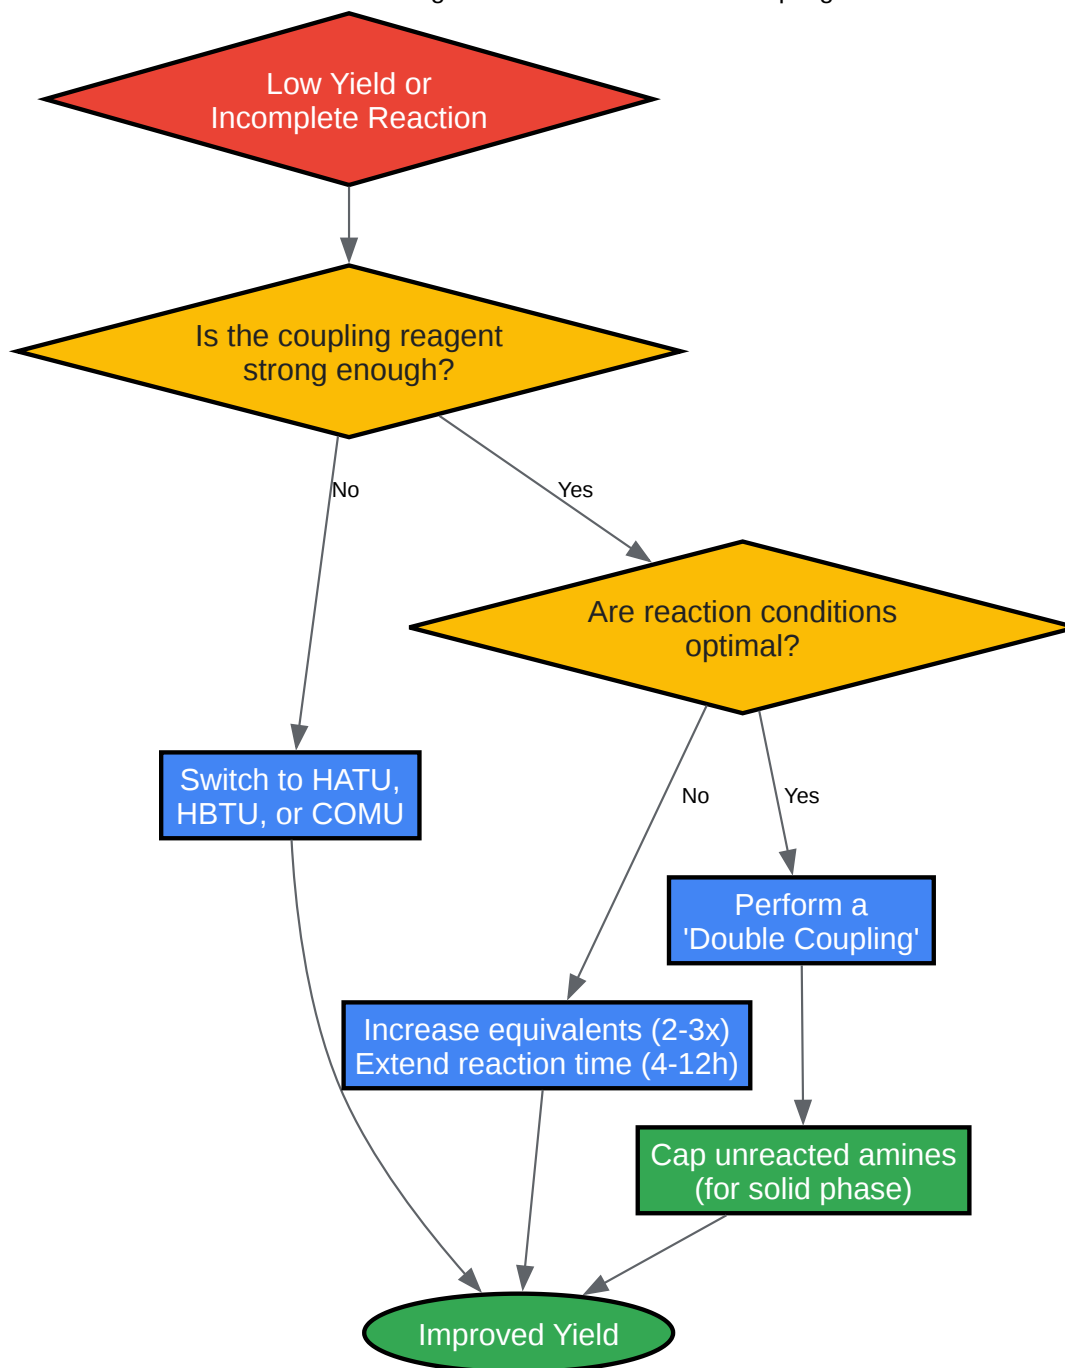 Low Yield or
Incomplete Reaction
Is the coupling reagent
strong enough?
No
Yes
Are reaction conditions
optimal?
Switch to HATU,
HBTU, or COMU
No
Yes
Perform a
'Double Coupling'
Increase equivalents (2-3x)
Extend reaction time (4-12h)
Cap unreacted amines
(for solid phase)
Improved Yield